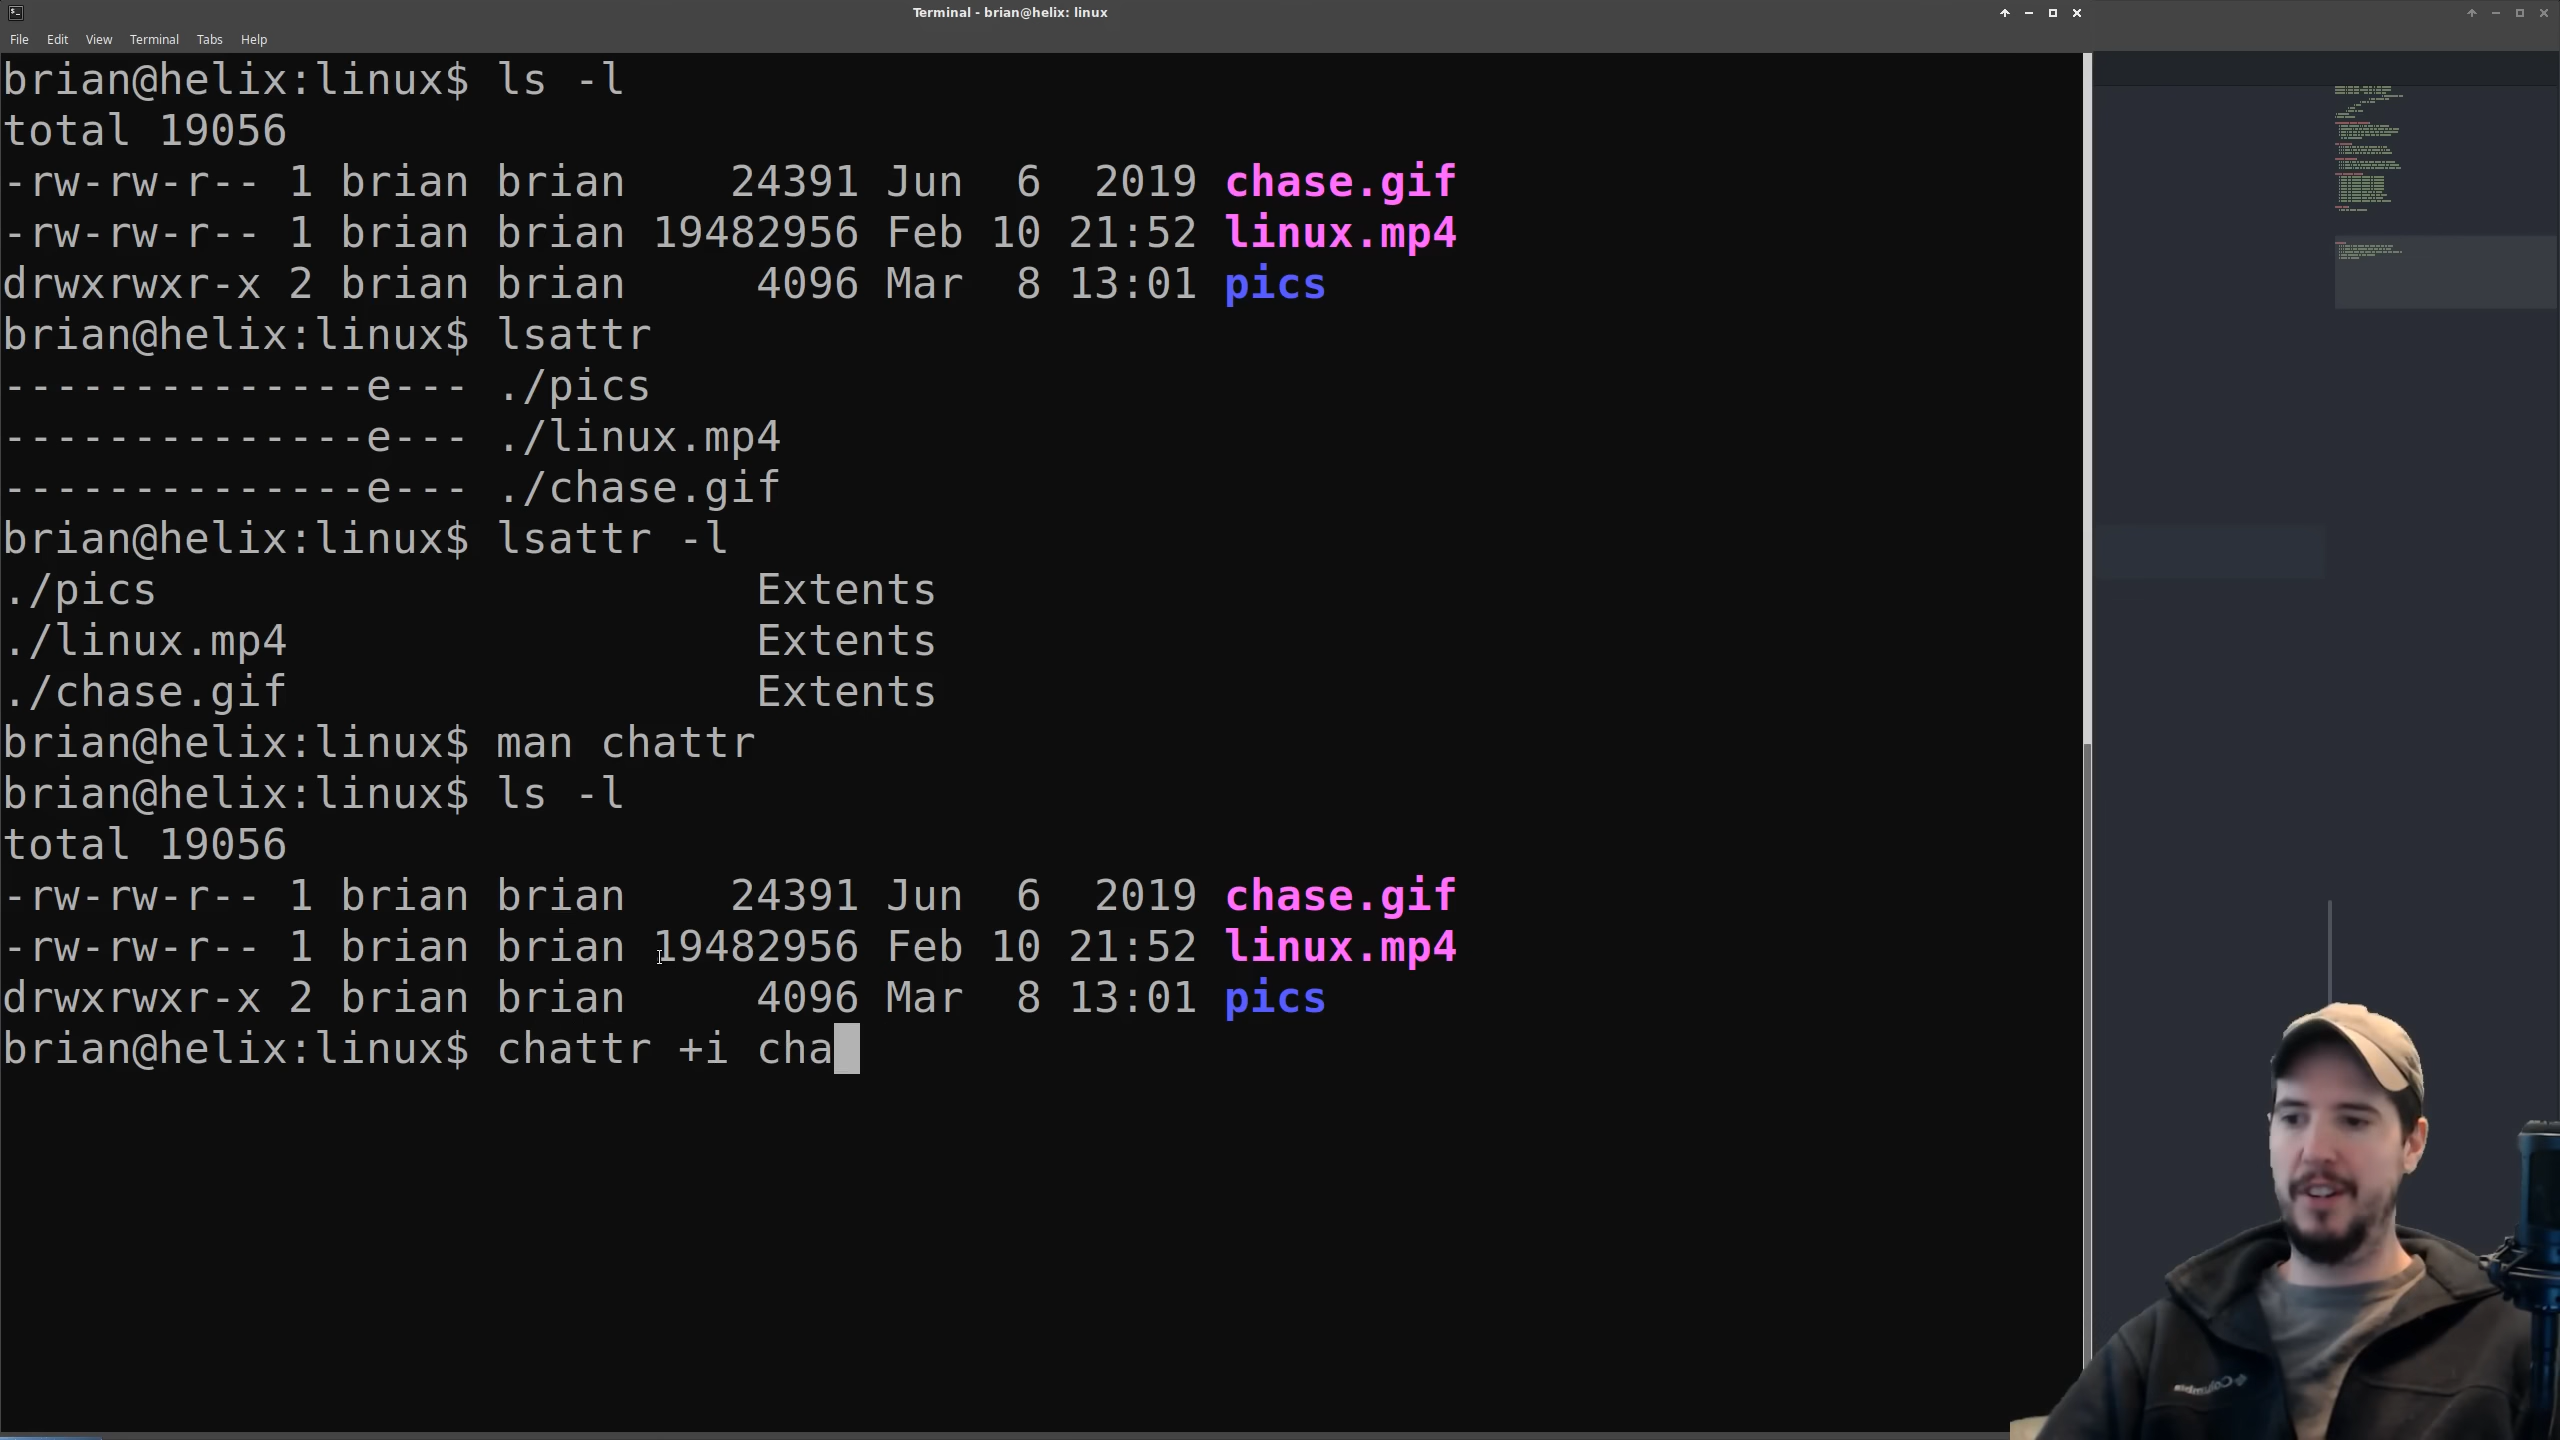 Terminal - brian@helix: linux
File Edit View Terminal Tabs Help
brian@helix:linux$ ls -l
total 19056
-rw-rw-r-- 1 brian brian    24391 Jun  6  2019 chase.gif
-rw-rw-r-- 1 brian brian 19482956 Feb 10 21:52 linux.mp4
drwxrwxr-x 2 brian brian     4096 Mar  8 13:01 pics
brian@helix:linux$ lsattr
--------------e--- ./pics
--------------e--- ./linux.mp4
--------------e--- ./chase.gif
brian@helix:linux$ lsattr -l
./pics                       Extents
./linux.mp4                  Extents
./chase.gif                  Extents
brian@helix:linux$ man chattr
brian@helix:linux$ ls -l
total 19056
-rw-rw-r-- 1 brian brian    24391 Jun  6  2019 chase.gif
-rw-rw-r-- 1 brian brian 19482956 Feb 10 21:52 linux.mp4
drwxrwxr-x 2 brian brian     4096 Mar  8 13:01 pics
brian@helix:linux$ chattr +i cha
Columbia